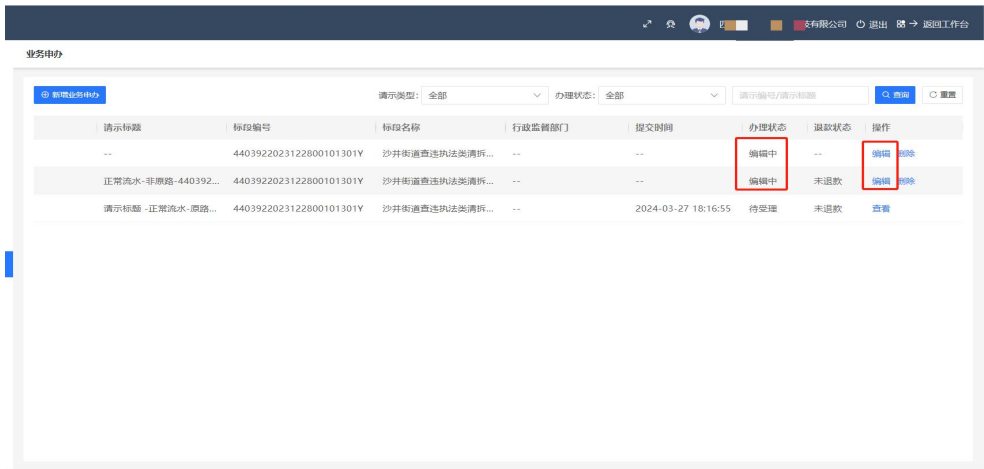 技有限公司 退出 返回工作台
业务申办
新增业务申办 请示类型: 全部 办理状态: 全部 请示编号/请示标题 查询 重置
请示标题 标段编号 标段名称 行政监督部门 提交时间 办理状态 退款状态 操作
-- 4403922023122800101301Y 沙井街道查违执法类清拆... -- -- 编辑中 -- 编辑 删除
正常流水-非原路-440392... 4403922023122800101301Y 沙井街道查违执法类清拆... -- -- 编辑中 未退款 编辑 删除
请示标题 -正常流水-原路... 4403922023122800101301Y 沙井街道查违执法类清拆... -- 2024-03-27 18:16:55 待受理 未退款 查看